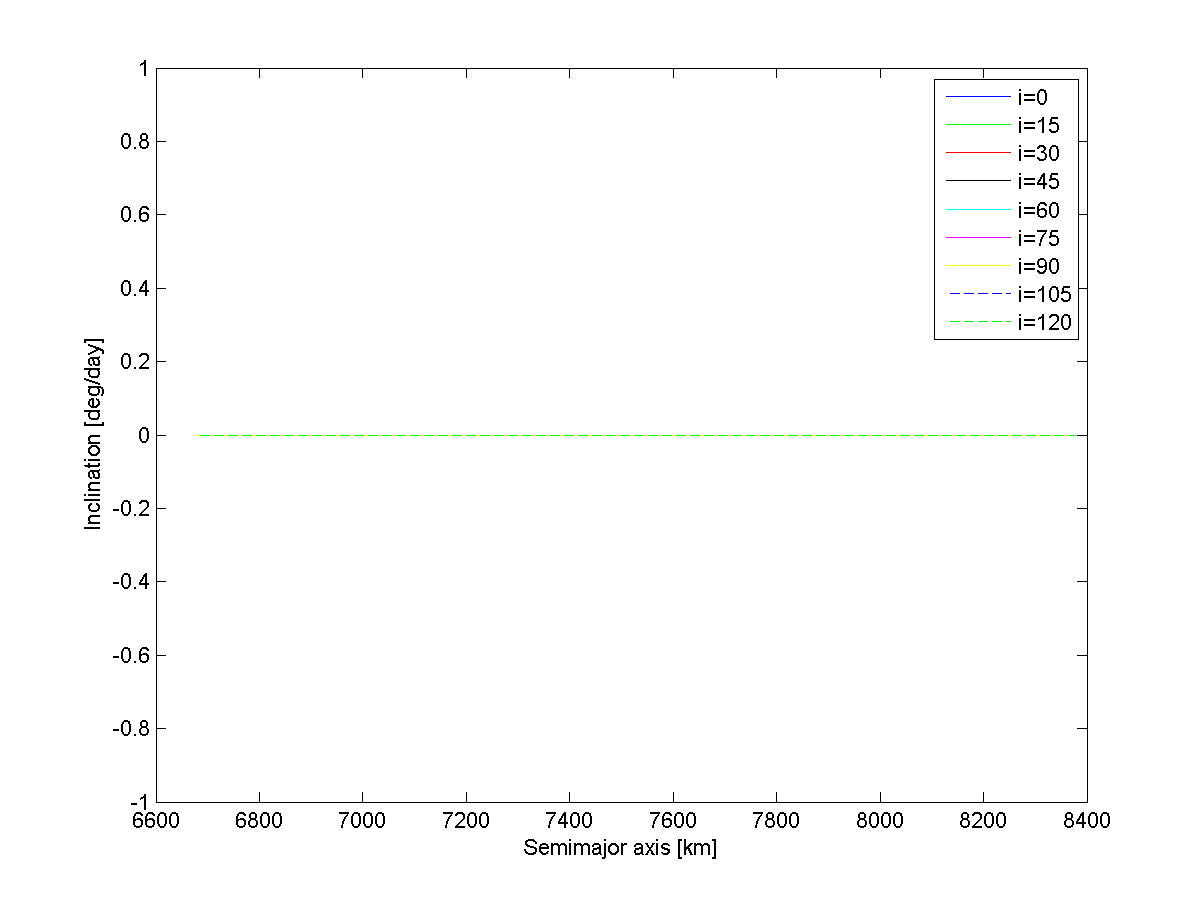 1
0.8
0.6
0.4
0.2
0
-0.2
-0.4
-0.6
-0.8
-1
Inclination [deg/day]
i=0
i=15
i=30
i=45
i=60
i=75
i=90
i=105
i=120
6600 6800 7000 7200 7400 7600 7800 8000 8200 8400
Semimajor axis [km]